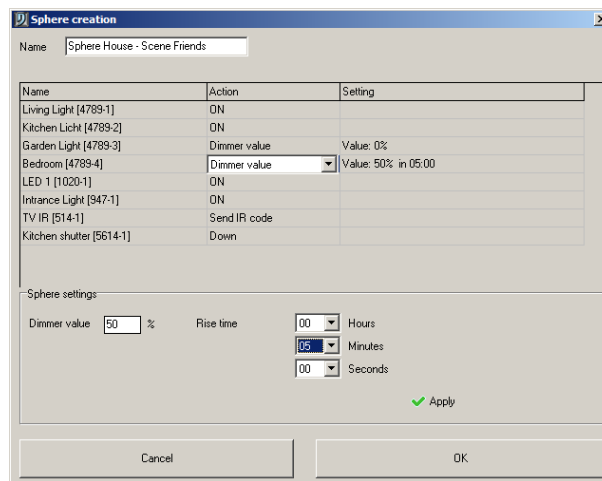 Sphere creation
Name Sphere House - Scene Friends
Name Action Setting
Living Light [4789-1] ON
Kitchen Licht [4789-2] ON
Garden Light [4789-3] Dimmer value Value: 0%
Bedroom [4789-4] Dimmer value Value: 50% in 05:00
LED 1 [1020-1] ON
Intrance Light [947-1] ON
TV IR [514-1] Send IR code
Kitchen shutter [5614-1] Down
Sphere settings
Dimmer value 50 % Rise time 00 Hours
05 Minutes
00 Seconds
Apply
Cancel OK